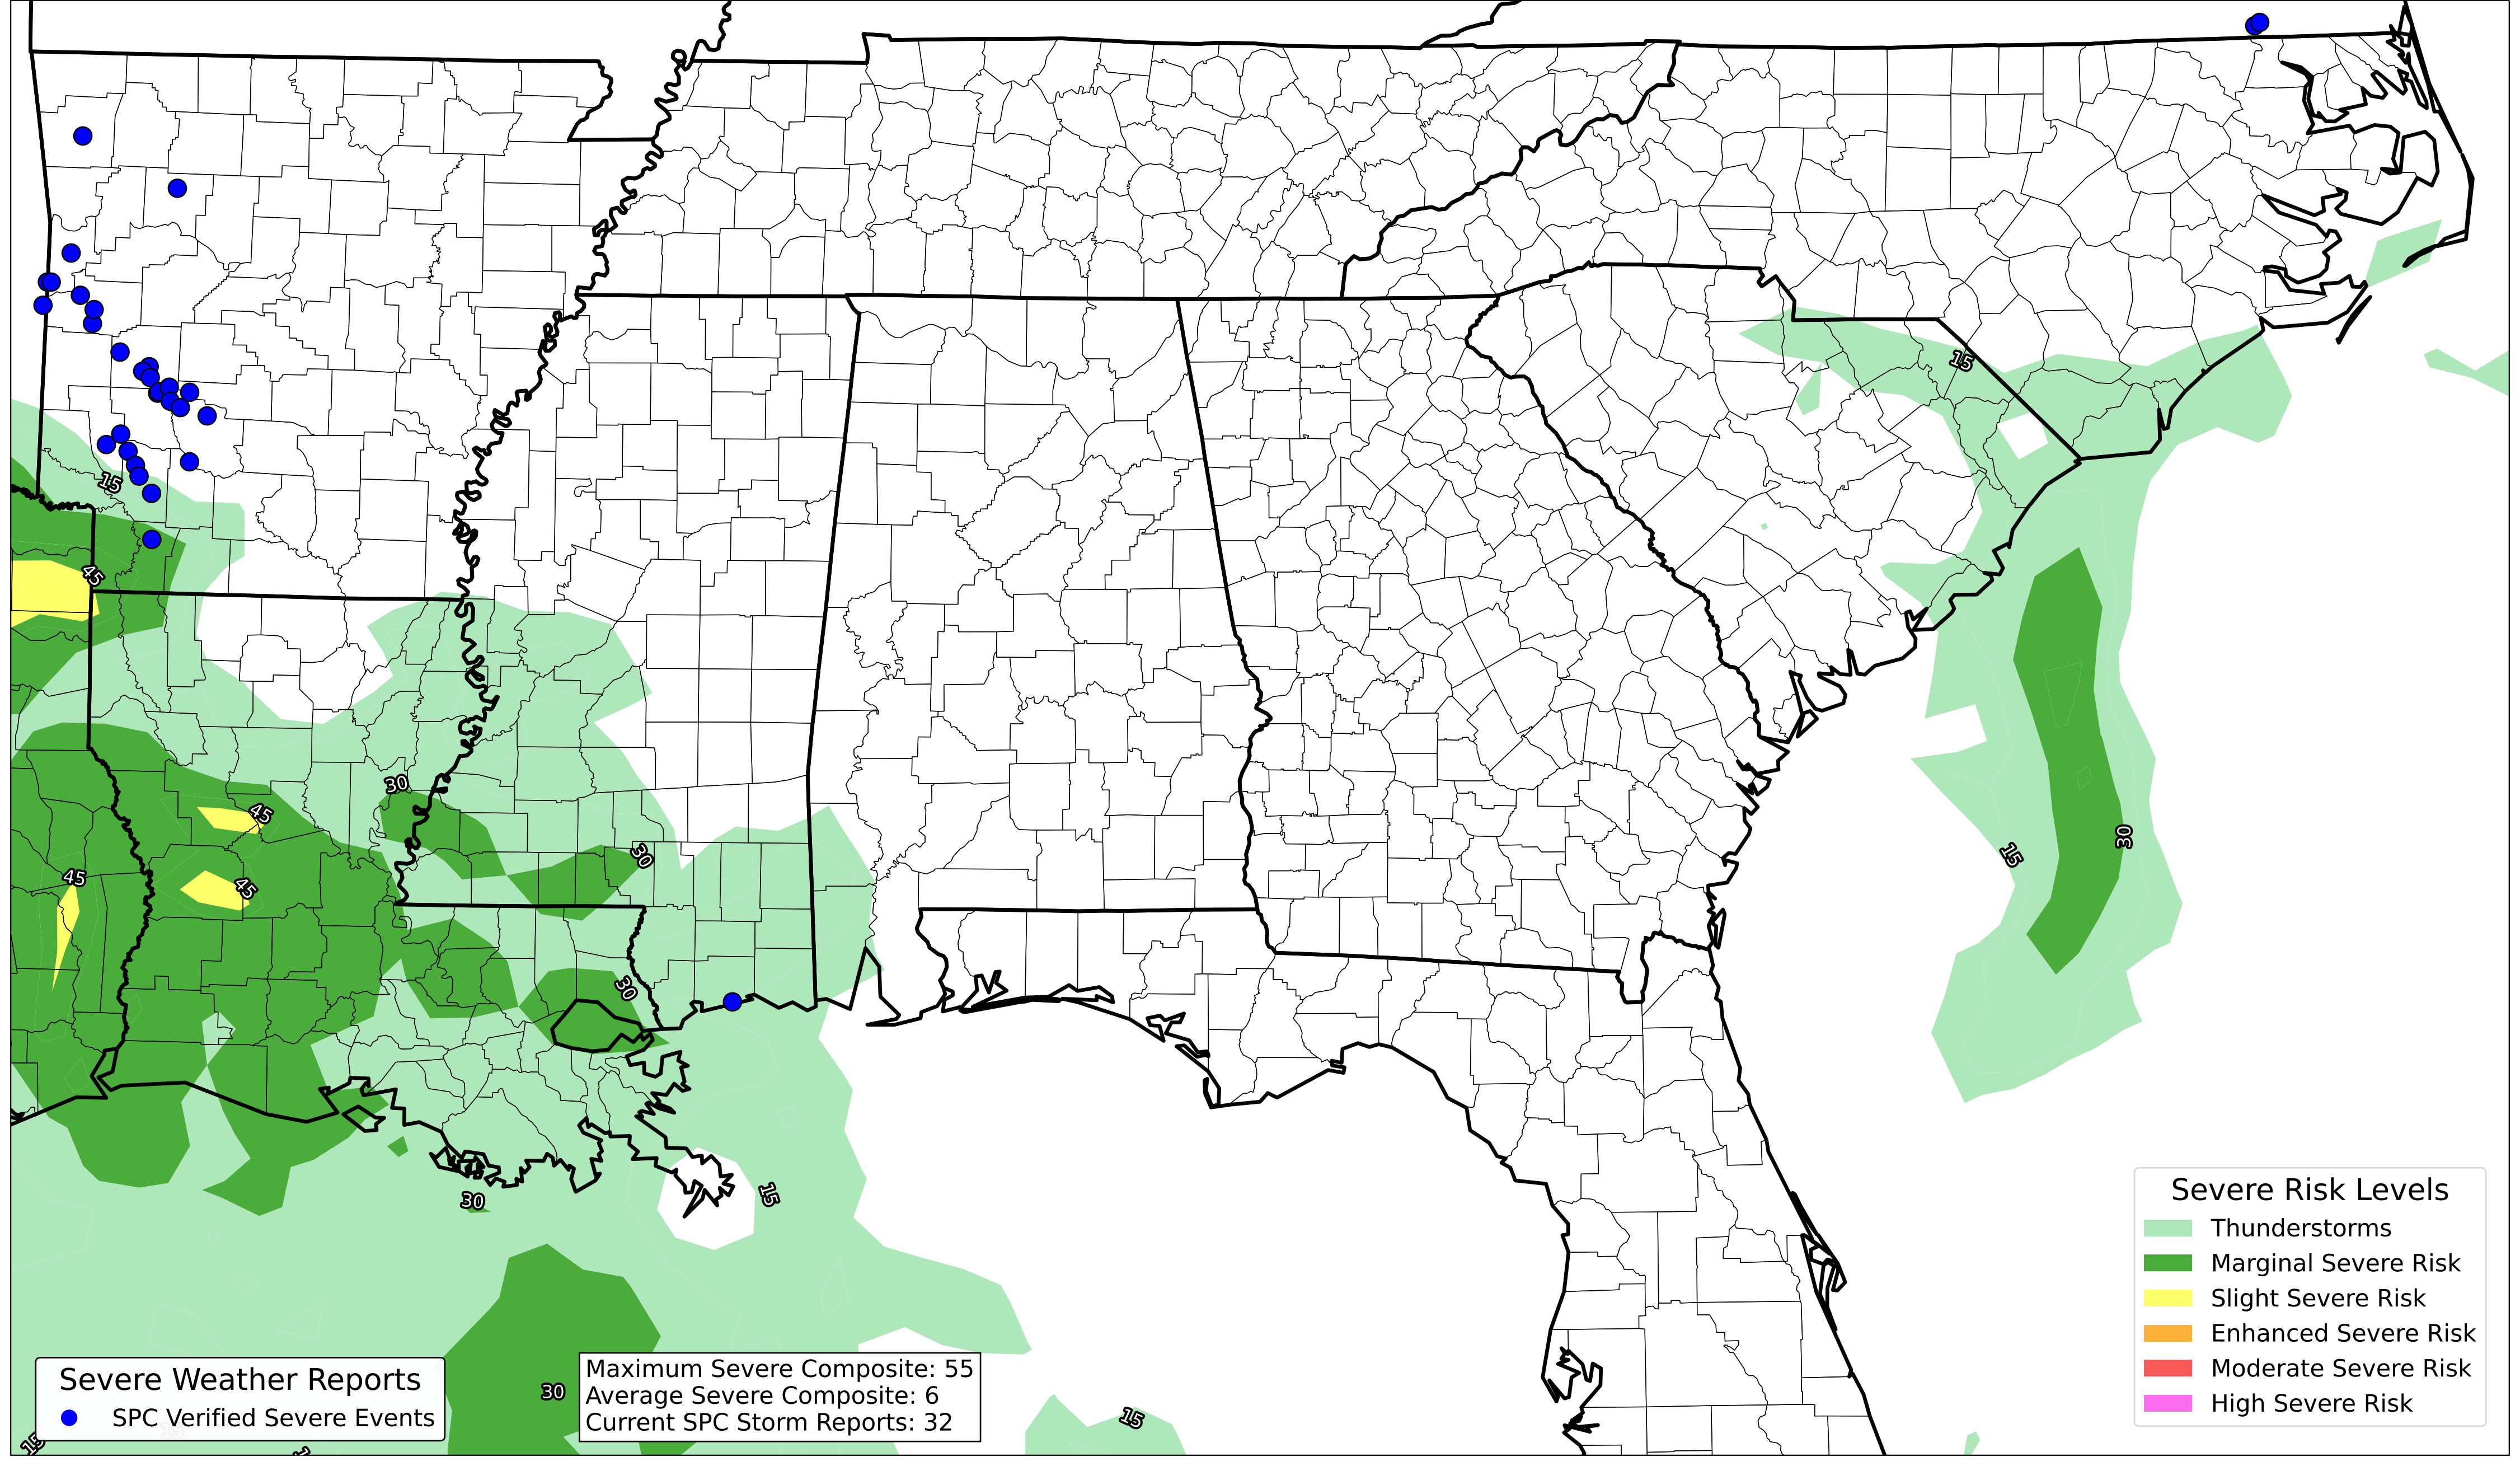 15
15
45
30
45
30
45
45
30
15
30
15
30
15
30
15
15
Severe Risk Levels
Thunderstorms
Marginal Severe Risk
Slight Severe Risk
Enhanced Severe Risk
Moderate Severe Risk
High Severe Risk
Severe Weather Reports
SPC Verified Severe Events
Maximum Severe Composite: 55
Average Severe Composite: 6
Current SPC Storm Reports: 32